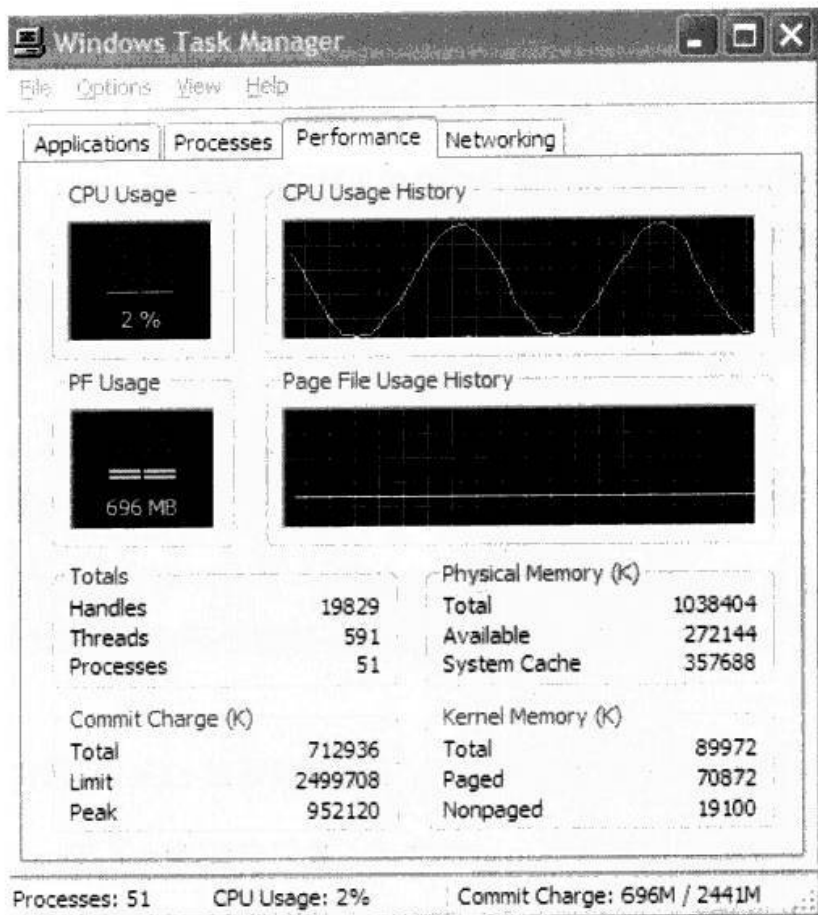 Windows Task Manager
File Options View Help
Applications Processes Performance Networking
CPU Usage
CPU Usage History
2 %
PF Usage
Page File Usage History
696 MB
Totals
Handles 19829
Threads 591
Processes 51
Physical Memory (K)
Total 1038404
Available 272144
System Cache 357688
Commit Charge (K)
Total 712936
Limit 2499708
Peak 952120
Kernel Memory (K)
Total 89972
Paged 70872
Nonpaged 19100
Processes: 51 CPU Usage: 2% Commit Charge: 696M / 2441M